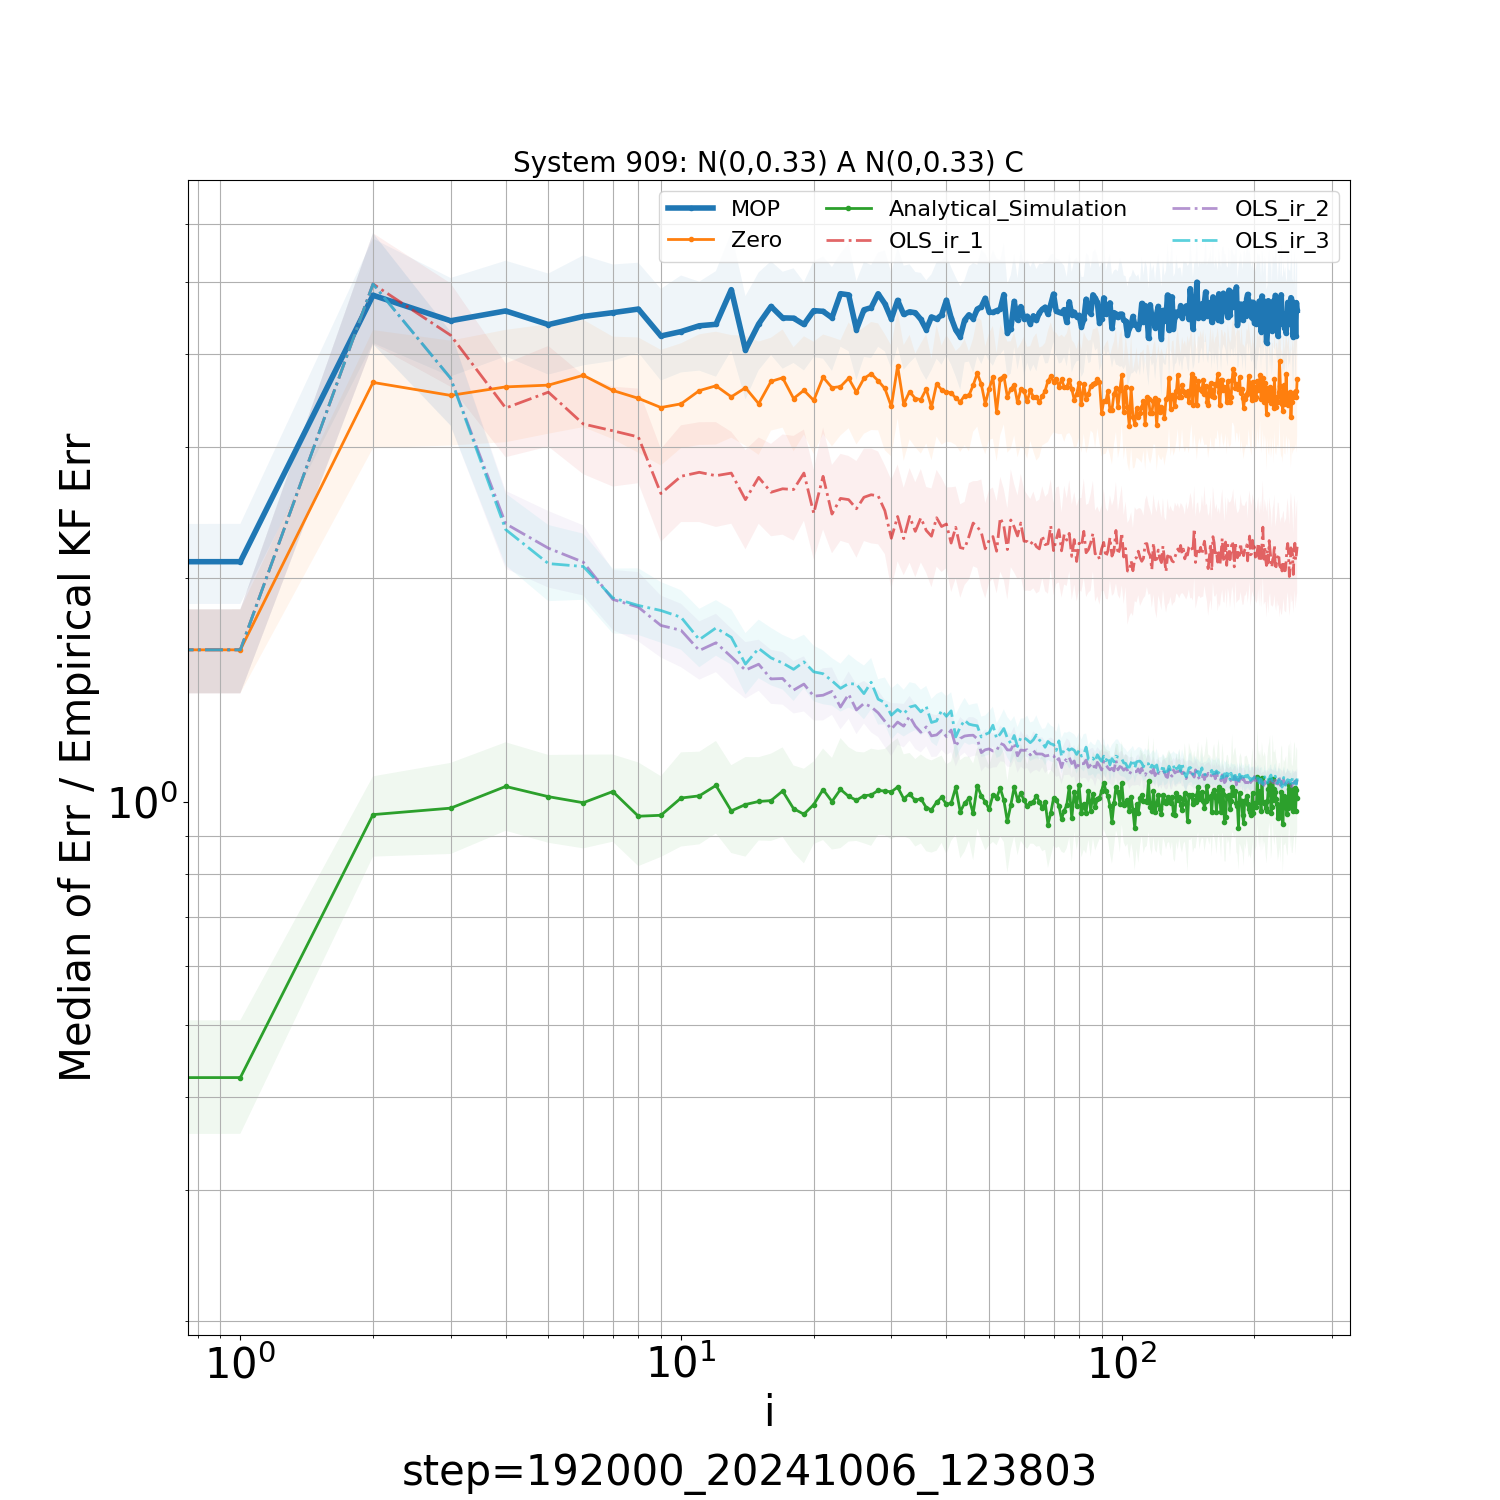 System 909: N(0,0.33) A N(0,0.33) C
MOP
Zero
Analytical_Simulation
OLS_ir_1
OLS_ir_2
OLS_ir_3
Median of Err / Empirical KF Err
10⁰
10⁰ 10¹ 10²
i
step=192000_20241006_123803